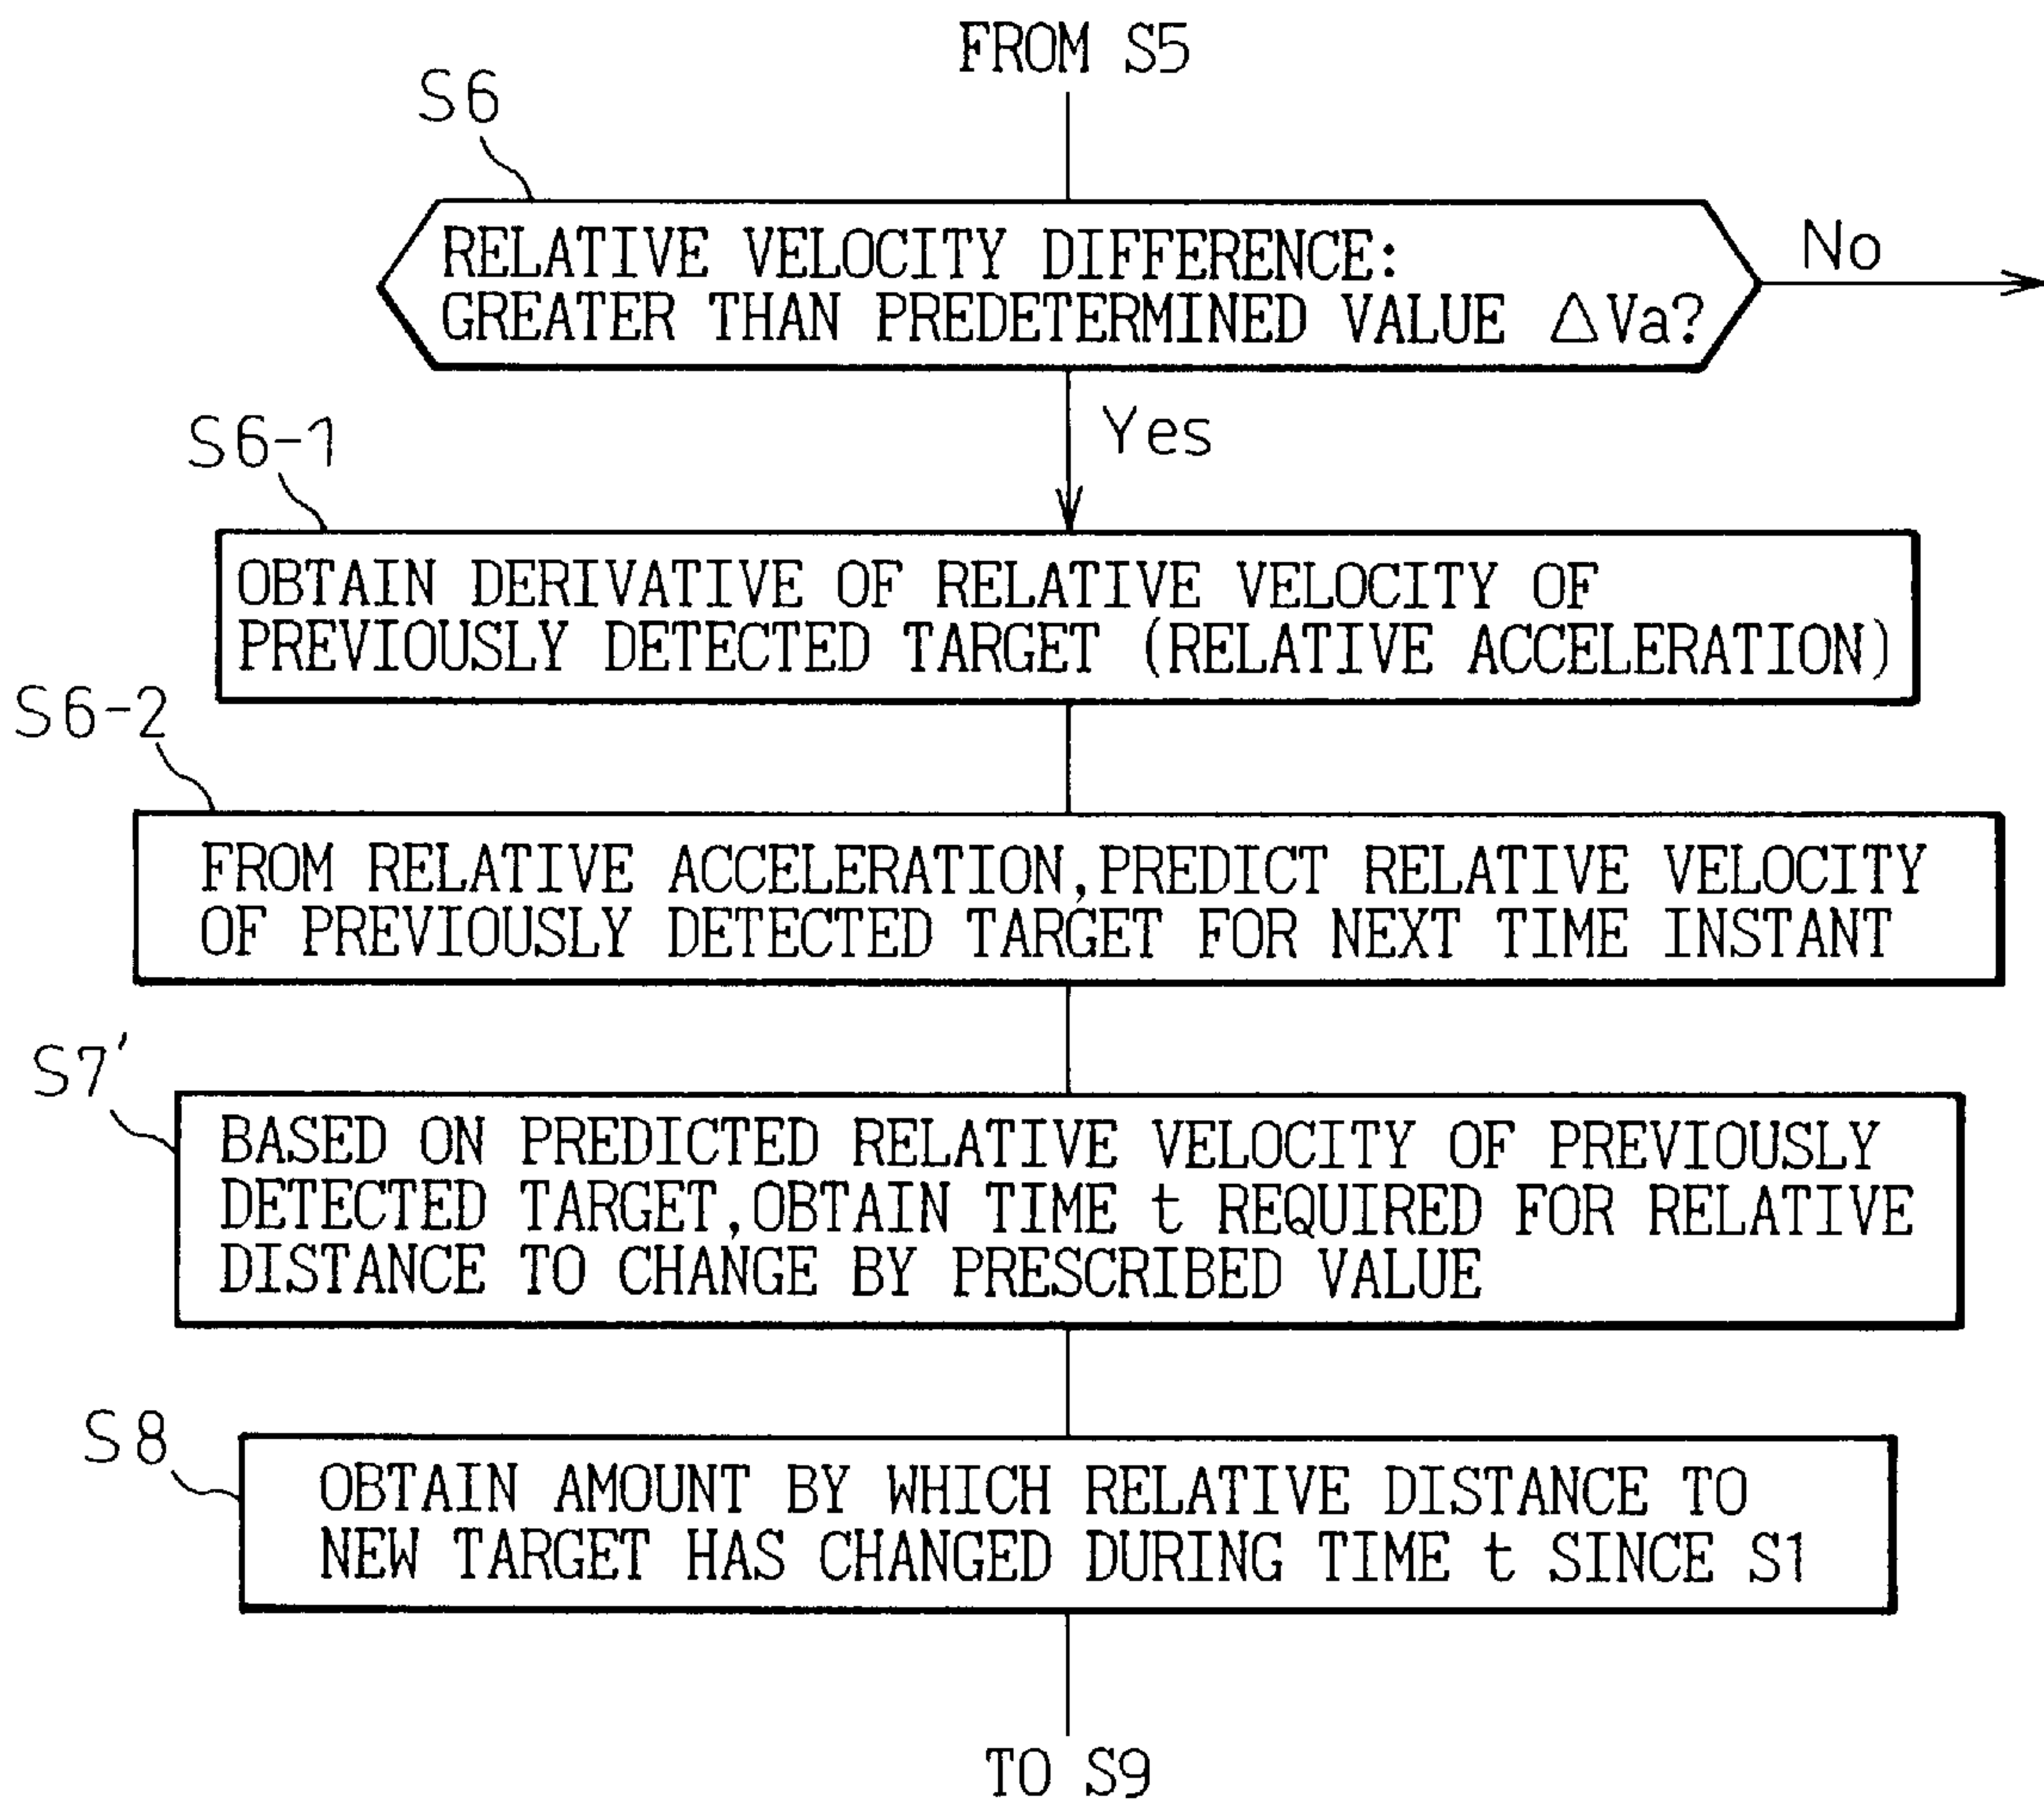 FROM S5
S6
RELATIVE VELOCITY DIFFERENCE:
GREATER THAN PREDETERMINED VALUE △Va?
No
Yes
S6-1
OBTAIN DERIVATIVE OF RELATIVE VELOCITY OF
PREVIOUSLY DETECTED TARGET (RELATIVE ACCELERATION)
S6-2
FROM RELATIVE ACCELERATION, PREDICT RELATIVE VELOCITY
OF PREVIOUSLY DETECTED TARGET FOR NEXT TIME INSTANT
S7'
BASED ON PREDICTED RELATIVE VELOCITY OF PREVIOUSLY
DETECTED TARGET, OBTAIN TIME t REQUIRED FOR RELATIVE
DISTANCE TO CHANGE BY PRESCRIBED VALUE
S8
OBTAIN AMOUNT BY WHICH RELATIVE DISTANCE TO
NEW TARGET HAS CHANGED DURING TIME t SINCE S1
TO S9